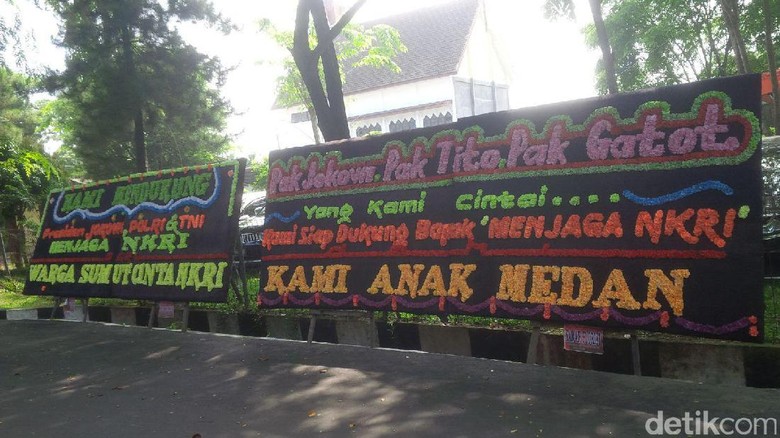 KAMI MENDUKUNG
Presiden JOKOWI, POLRI & TNI
MENJAGA NKRI
WARGA SUMUT CINTA NKRI
Pak Jokowi. Pak Tito. Pak Gatot.
Yang Kami Cintai....
Kami Siap Dukung Bapak "MENJAGA NKRI"
KAMI ANAK MEDAN
detikcom